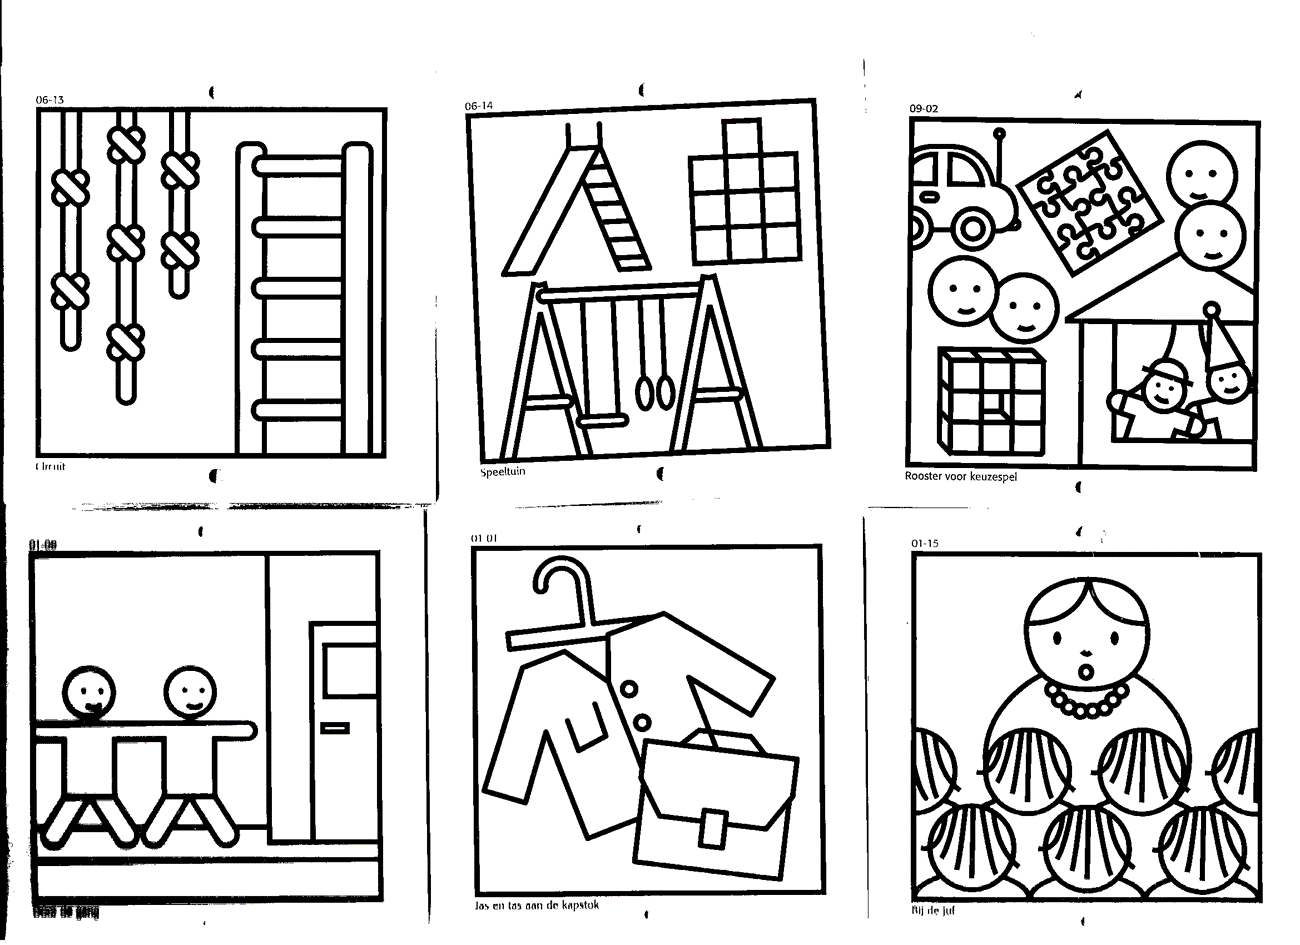 06-13
06-14
09-02
Circuit
Speeltuin
Rooster voor keuzespel
01-01
01-15
Jas en tas aan de kapstok
Bij de juf